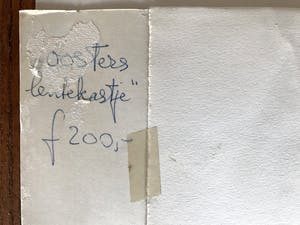 oosters
lentekastje"
f 200,-